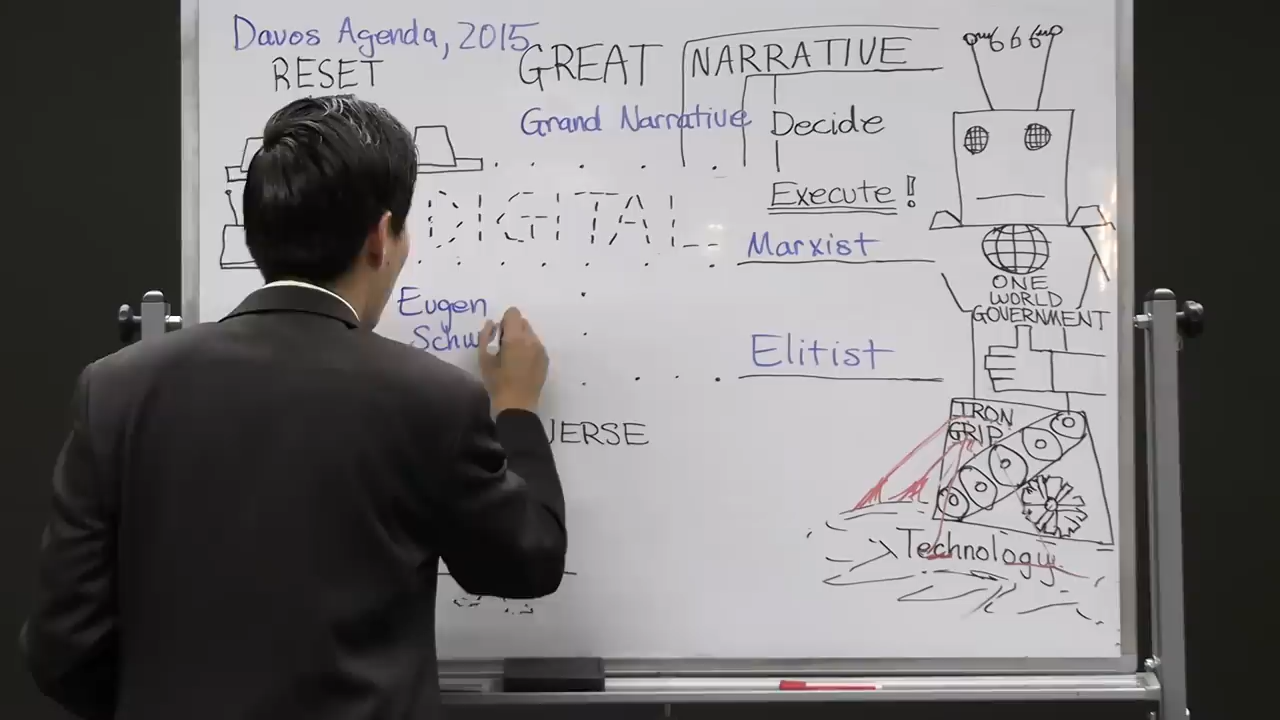 Davos Agenda, 2015
RESET
GREAT NARRATIVE
Grand Narrative
Decide
Execute!
DIGITAL
Marxist
Eugen
Schw
Elitist
VERSE
666
ONE
WORLD
GOVERNMENT
IRON
GRIP
Technology